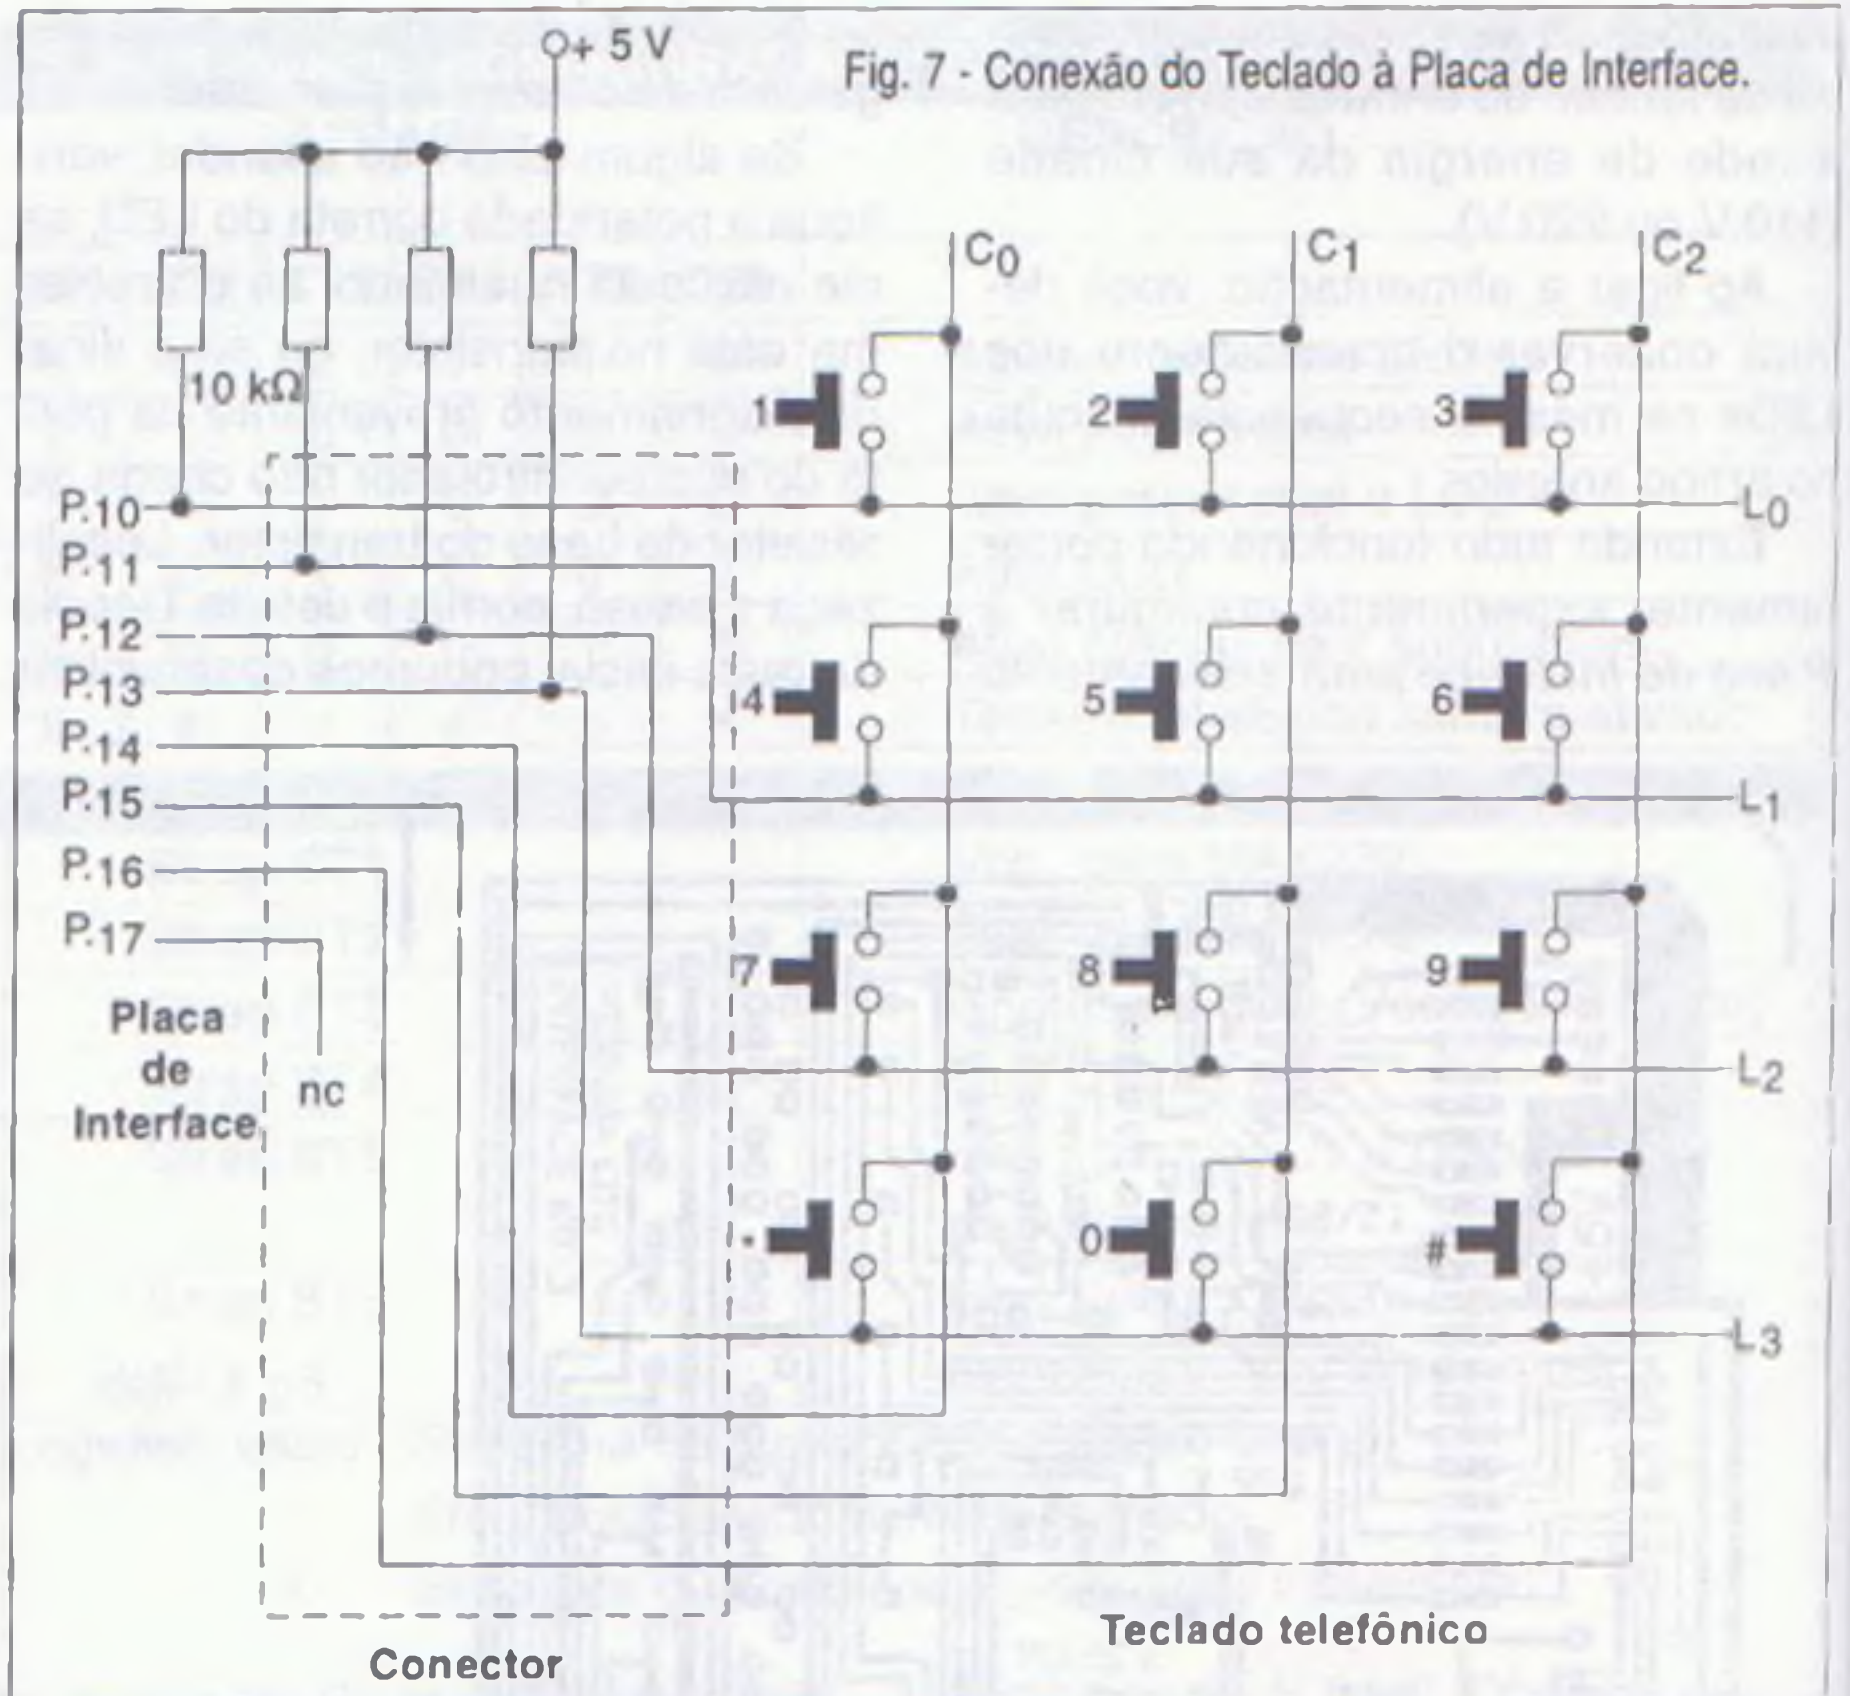 + 5 V
Fig. 7 - Conexão do Teclado à Placa de Interface.
C0
C1
C2
10 kΩ
1
2
3
P.10
L0
P.11
P.12
P.13
4
5
6
P.14
P.15
L1
P.16
P.17
7
8
9
Placa
de
Interface
nc
L2
*
0
#
L3
Teclado telefônico
Conector